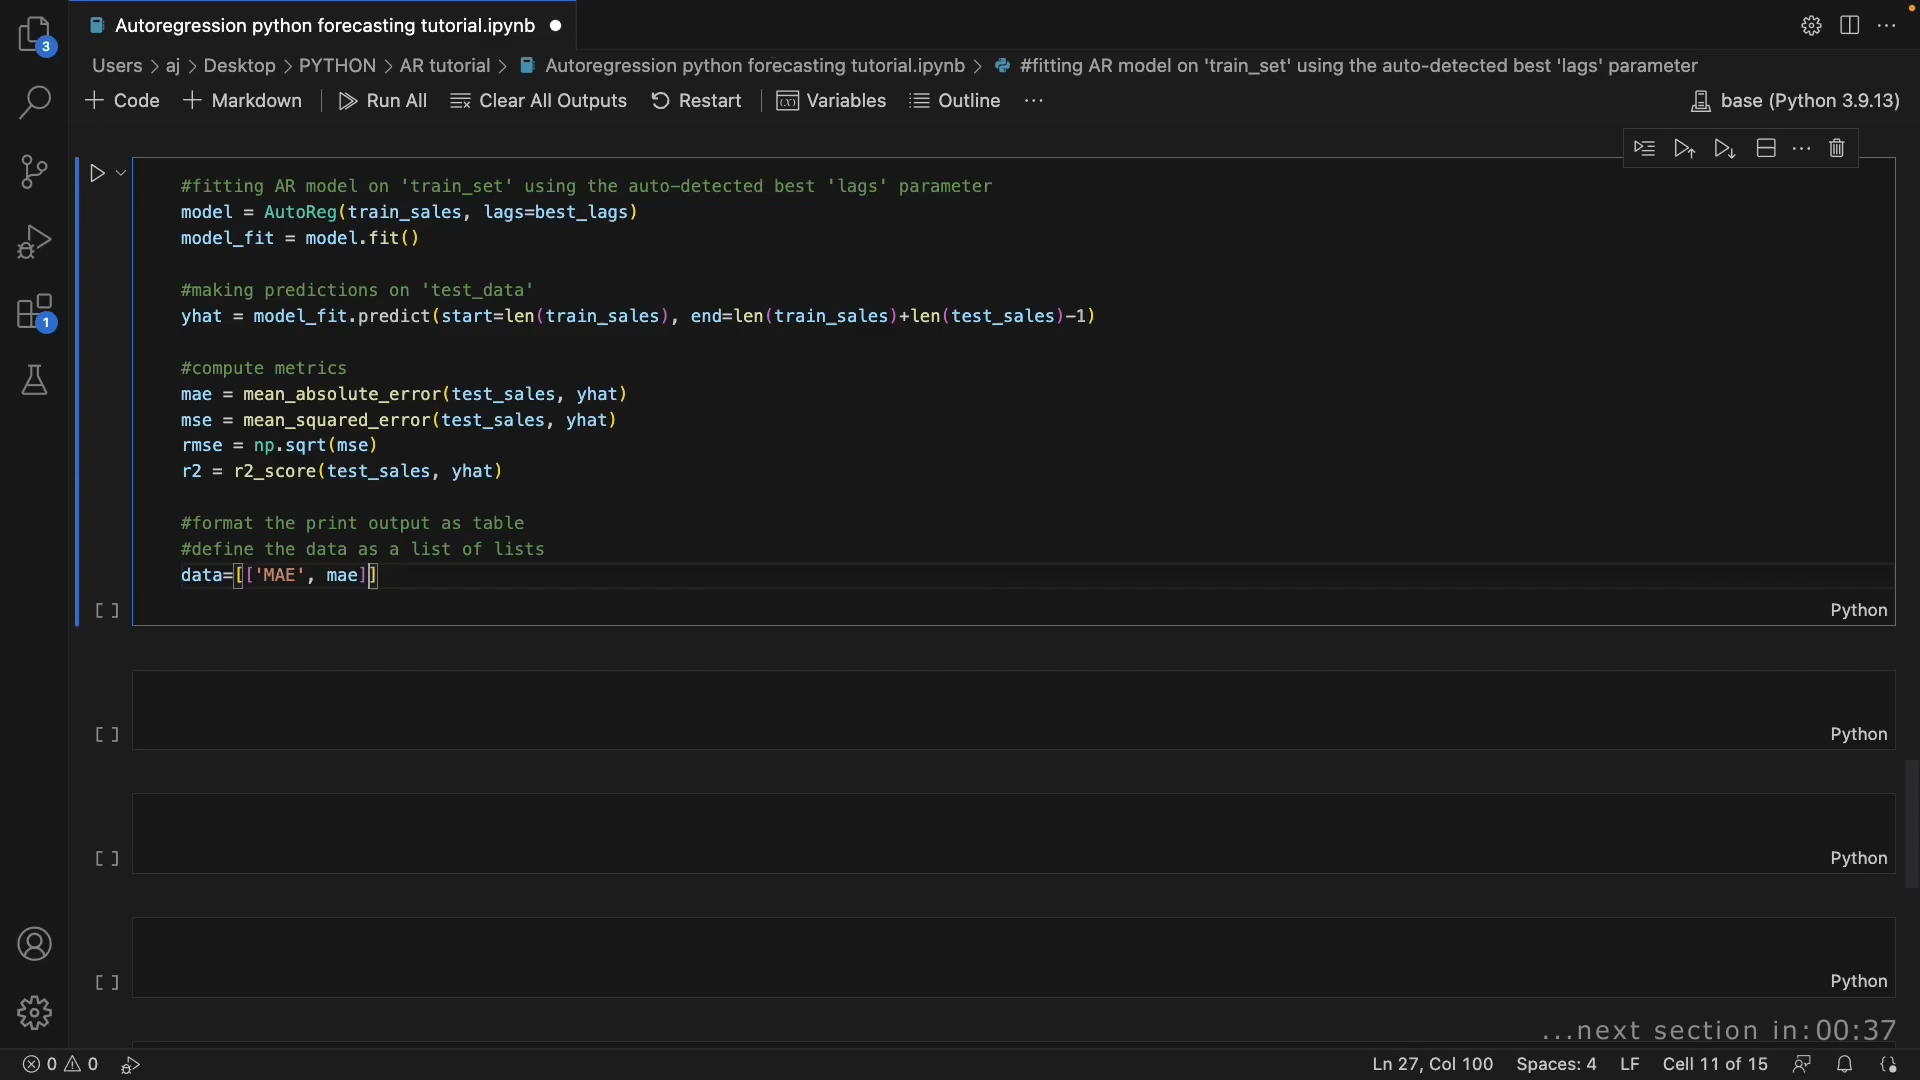 Autoregression python forecasting tutorial.ipynb
3
Users > aj > Desktop > PYTHON > AR tutorial > Autoregression python forecasting tutorial.ipynb > #fitting AR model on 'train_set' using the auto-detected best 'lags' parameter
+ Code + Markdown | Run All Clear All Outputs Restart | Variables Outline ... base (Python 3.9.13)
#fitting AR model on 'train_set' using the auto-detected best 'lags' parameter
model = AutoReg(train_sales, lags=best_lags)
model_fit = model.fit()
#making predictions on 'test_data'
yhat = model_fit.predict(start=len(train_sales), end=len(train_sales)+len(test_sales)-1)
1
#compute metrics
mae = mean_absolute_error(test_sales, yhat)
mse = mean_squared_error(test_sales, yhat)
rmse = np.sqrt(mse)
r2 = r2_score(test_sales, yhat)
#format the print output as table
#define the data as a list of lists
data=[['MAE', mae]]
[ ] Python
[ ] Python
[ ] Python
[ ] Python
...next section in:00:37
0 0 Ln 27, Col 100 Spaces: 4 LF Cell 11 of 15